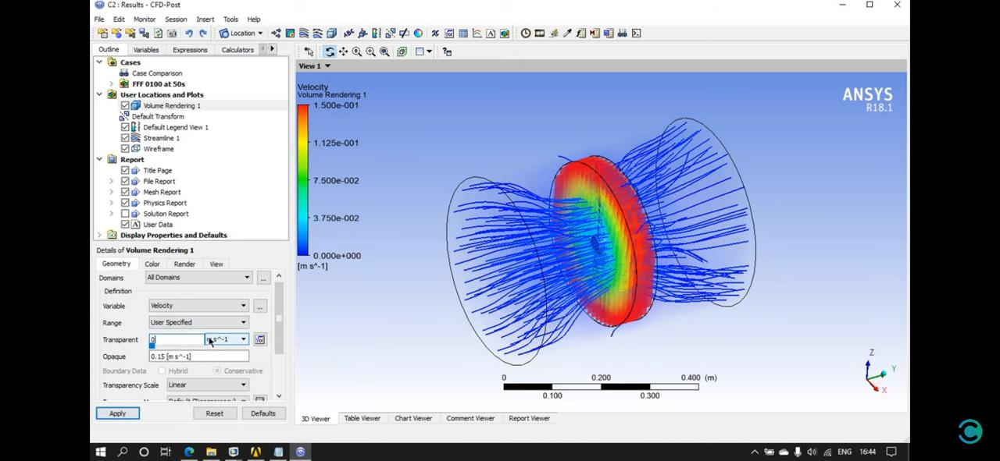 C2 : Results - CFD-Post
File Edit Monitor Session Insert Tools Help
Location
Outline Variables Expressions Calculators
View 1
Cases
Case Comparison
FFF 0100 at 50s
User Locations and Plots
Volume Rendering 1
Default Transform
Default Legend View 1
Streamline 1
Wireframe
Report
Title Page
File Report
Mesh Report
Physics Report
Solution Report
User Data
Display Properties and Defaults
Details of Volume Rendering 1
Geometry Color Render View
Domains All Domains ...
Definition
Variable Velocity ...
Range User Specified
Transparent 0 m s^-1
Opaque 0.15 [m s^-1]
Boundary Data Hybrid Conservative
Transparency Scale Linear
Apply Reset Defaults
Velocity
Volume Rendering 1
1.500e-001
1.125e-001
7.500e-002
3.750e-002
0.000e+000
[m s^-1]
ANSYS
R18.1
0 0.200 0.400 (m)
0.100 0.300
Z
Y
X
3D Viewer Table Viewer Chart Viewer Comment Viewer Report Viewer
ENG 16:44